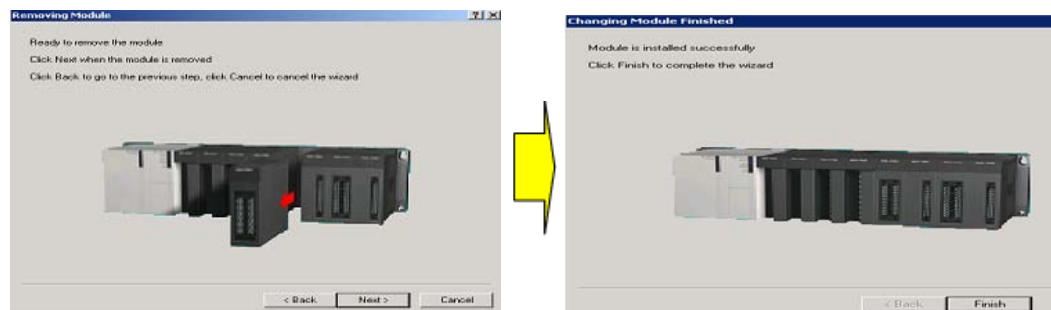 Removing Module
Ready to remove the module
Click Next when the module is removed
Click Back to go to the previous step, click Cancel to cancel the wizard
< Back
Next >
Cancel
Changing Module Finished
Module is installed successfully
Click Finish to complete the wizard
< Back
Finish